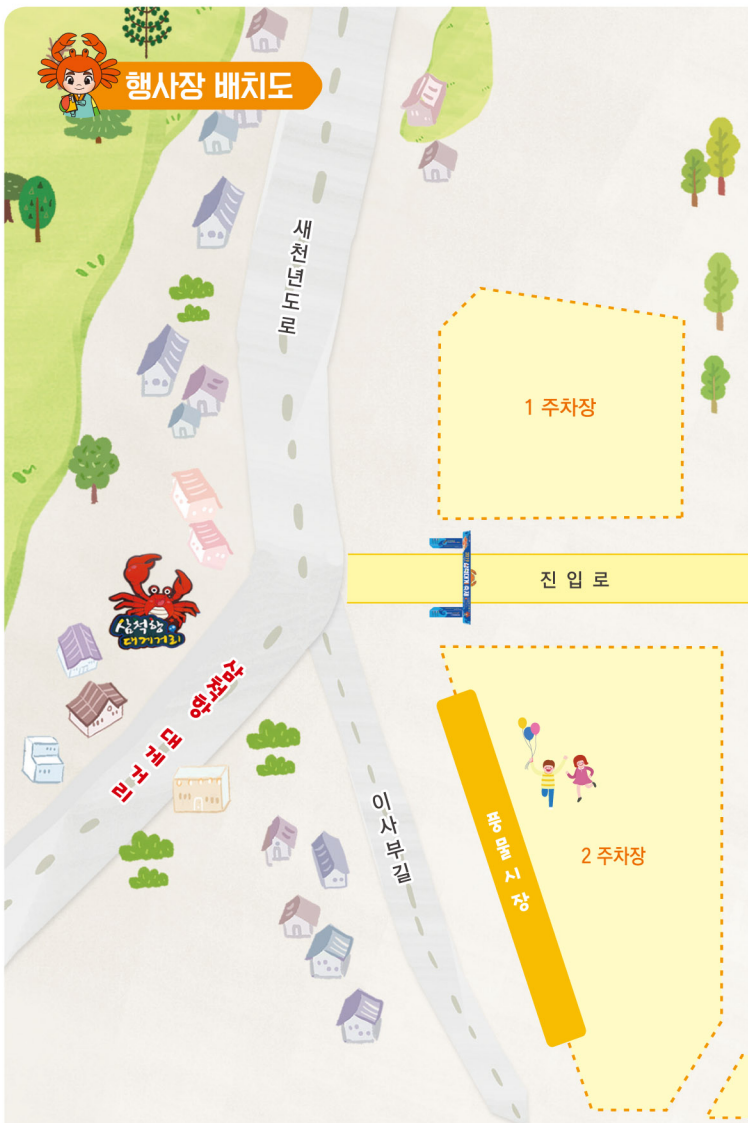 행사장 배치도
새천년도로
1 주차장
진 입 로
삼척항
대게거리
삼척항 대게거리
이사부길
풍물시장
2 주차장